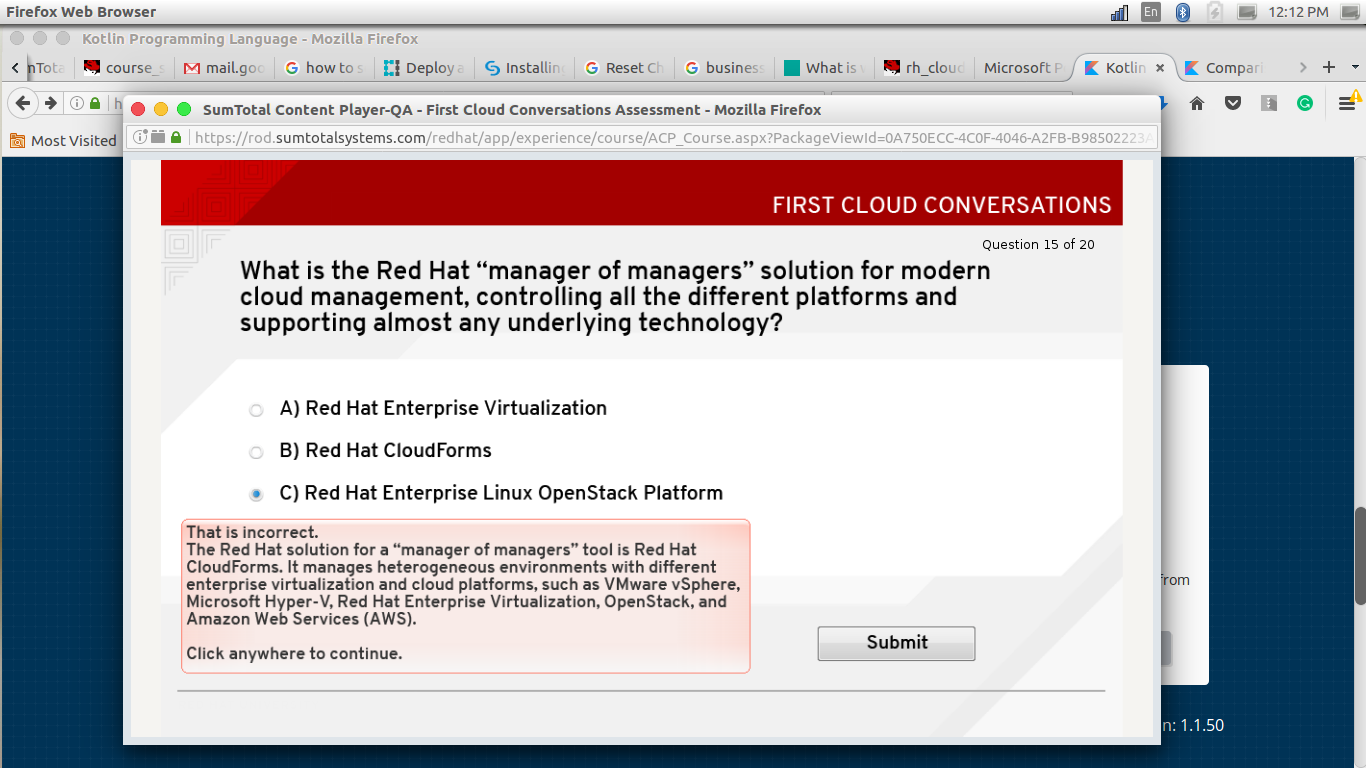 Firefox Web Browser
En
12:12 PM
Kotlin Programming Language - Mozilla Firefox
course_s
mail.goo
how to s
Deploy a
Installin
Reset Ch
business
What is
rh_cloud
Microsoft P
Kotlin
Compari
Most Visited
SumTotal Content Player-QA - First Cloud Conversations Assessment - Mozilla Firefox
https://rod.sumtotalsystems.com/redhat/app/experience/course/ACP_Course.aspx?PackageViewId=0A750ECC-4C0F-4046-A2FB-B98502223A
FIRST CLOUD CONVERSATIONS
Question 15 of 20
What is the Red Hat “manager of managers” solution for modern
cloud management, controlling all the different platforms and
supporting almost any underlying technology?
A) Red Hat Enterprise Virtualization
B) Red Hat CloudForms
C) Red Hat Enterprise Linux OpenStack Platform
That is incorrect.
The Red Hat solution for a “manager of managers” tool is Red Hat
CloudForms. It manages heterogeneous environments with different
enterprise virtualization and cloud platforms, such as VMware vSphere,
Microsoft Hyper-V, Red Hat Enterprise Virtualization, OpenStack, and
Amazon Web Services (AWS).
Click anywhere to continue.
Submit
from
n: 1.1.50